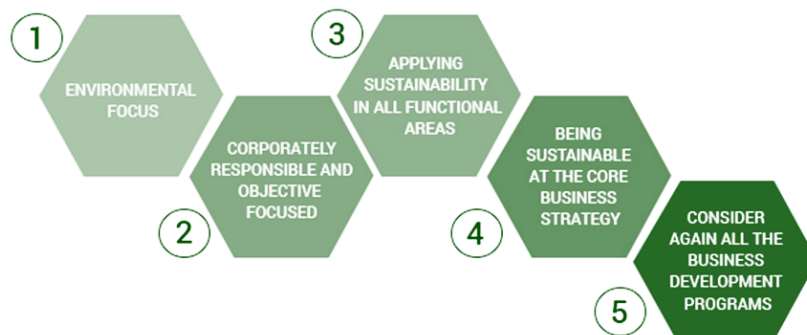 1
ENVIRONMENTAL
FOCUS
2
CORPORATELY
RESPONSIBLE AND
OBJECTIVE
FOCUSED
3
APPLYING
SUSTAINABILITY
IN ALL FUNCTIONAL
AREAS
4
BEING
SUSTAINABLE
AT THE CORE
BUSINESS
STRATEGY
5
CONSIDER
AGAIN ALL THE
BUSINESS
DEVELOPMENT
PROGRAMS